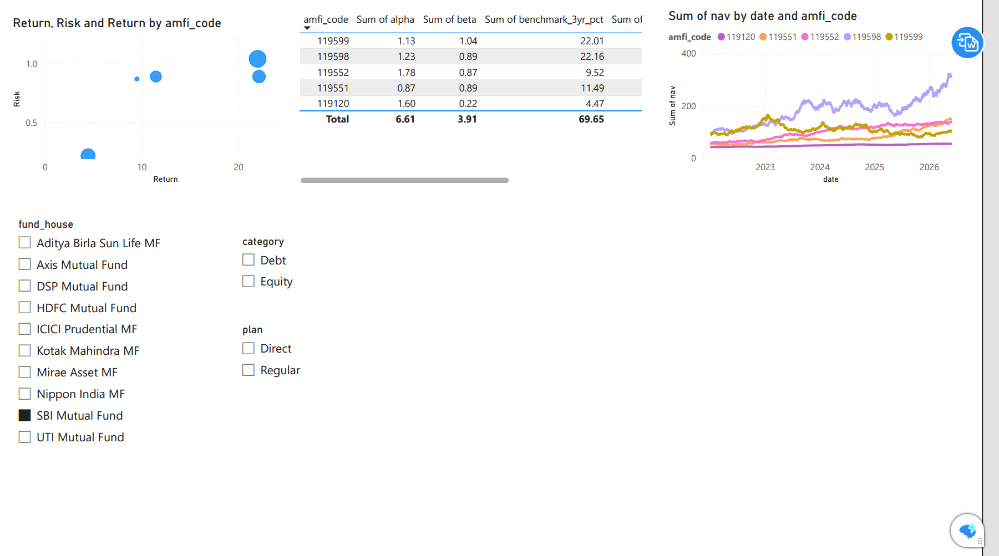 Return, Risk and Return by amfi_code
1.0
0.5
Risk
0 10 20
Return
amfi_code Sum of alpha Sum of beta Sum of benchmark_3yr_pct Sum of
119599 1.13 1.04 22.01
119598 1.23 0.89 22.16
119552 1.78 0.87 9.52
119551 0.87 0.89 11.49
119120 1.60 0.22 4.47
Total 6.61 3.91 69.65
Sum of nav by date and amfi_code
amfi_code 119120 119551 119552 119598 119599
400
200
0
Sum of nav
2023 2024 2025 2026
date
W
fund_house
Aditya Birla Sun Life MF
Axis Mutual Fund
DSP Mutual Fund
HDFC Mutual Fund
ICICI Prudential MF
Kotak Mahindra MF
Mirae Asset MF
Nippon India MF
SBI Mutual Fund
UTI Mutual Fund
category
Debt
Equity
plan
Direct
Regular